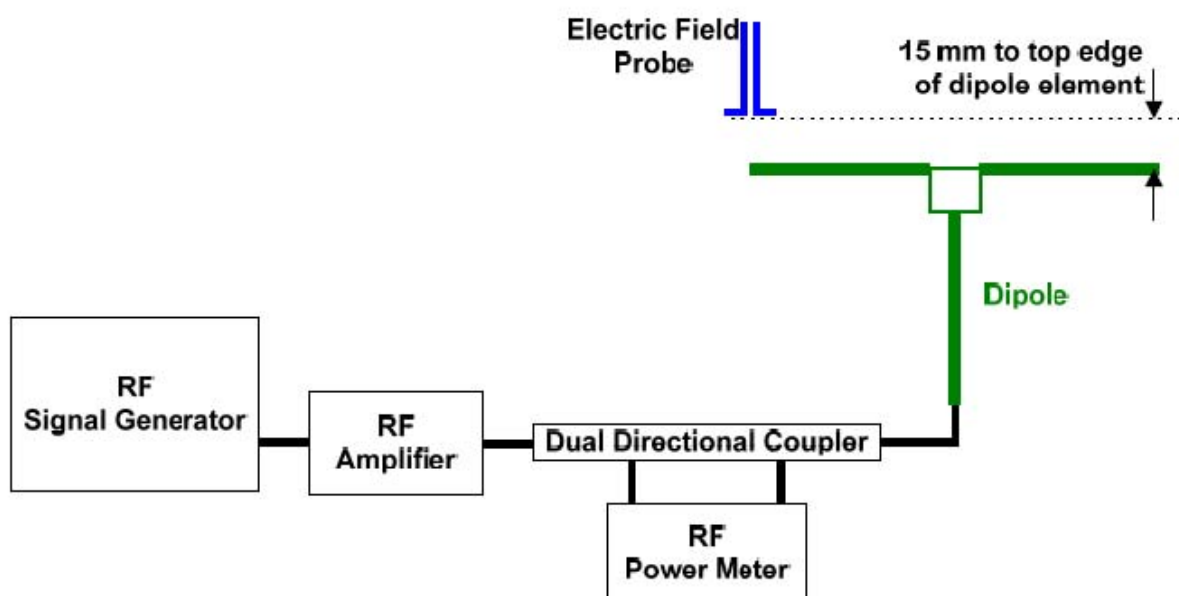 Electric Field
Probe
15 mm to top edge
of dipole element
Dipole
RF
Signal Generator
RF
Amplifier
Dual Directional Coupler
RF
Power Meter